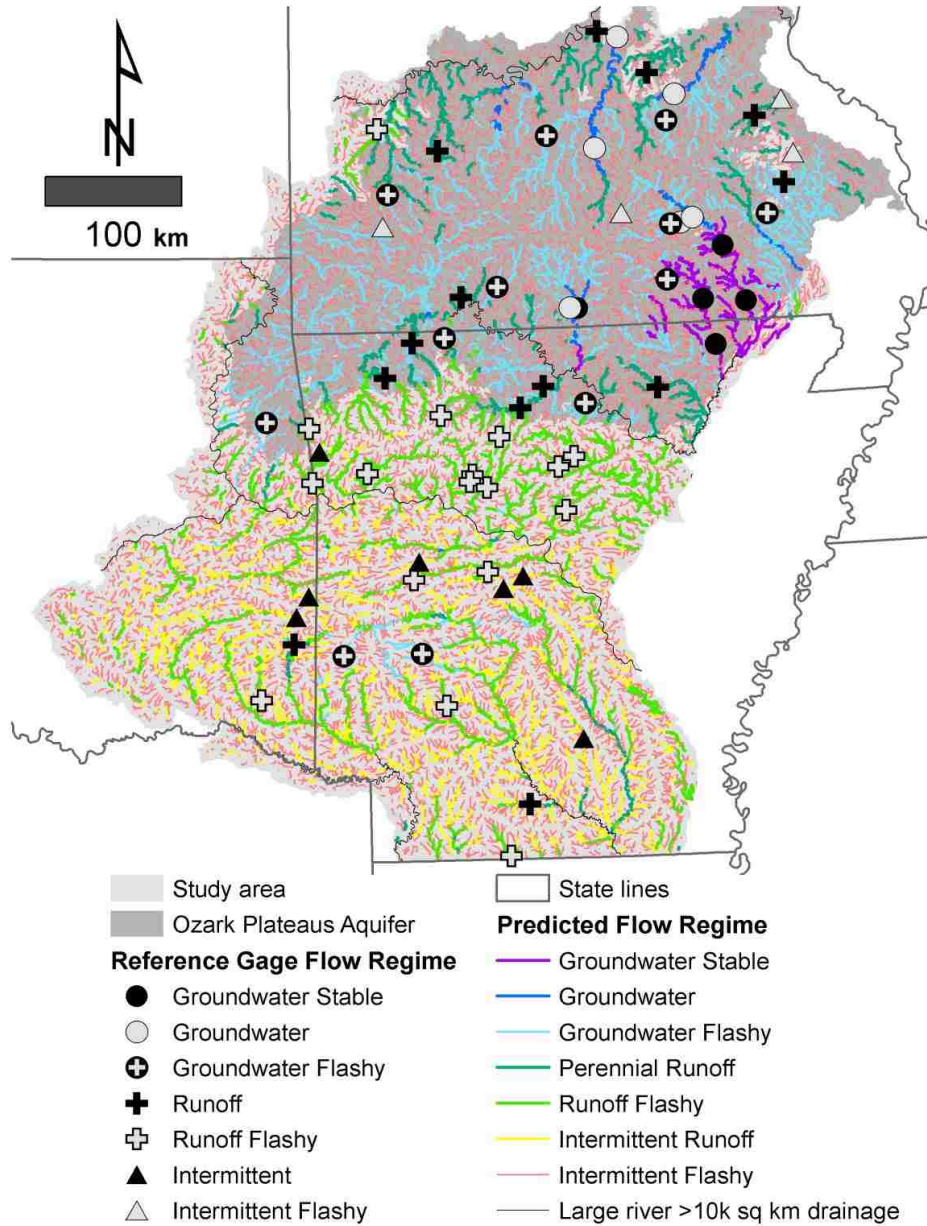 N
100 km
Study area
Ozark Plateaus Aquifer
Reference Gage Flow Regime
Groundwater Stable
Groundwater
Groundwater Flashy
Runoff
Runoff Flashy
Intermittent
Intermittent Flashy
State lines
Predicted Flow Regime
Groundwater Stable
Groundwater
Groundwater Flashy
Perennial Runoff
Runoff Flashy
Intermittent Runoff
Intermittent Flashy
Large river >10k sq km drainage